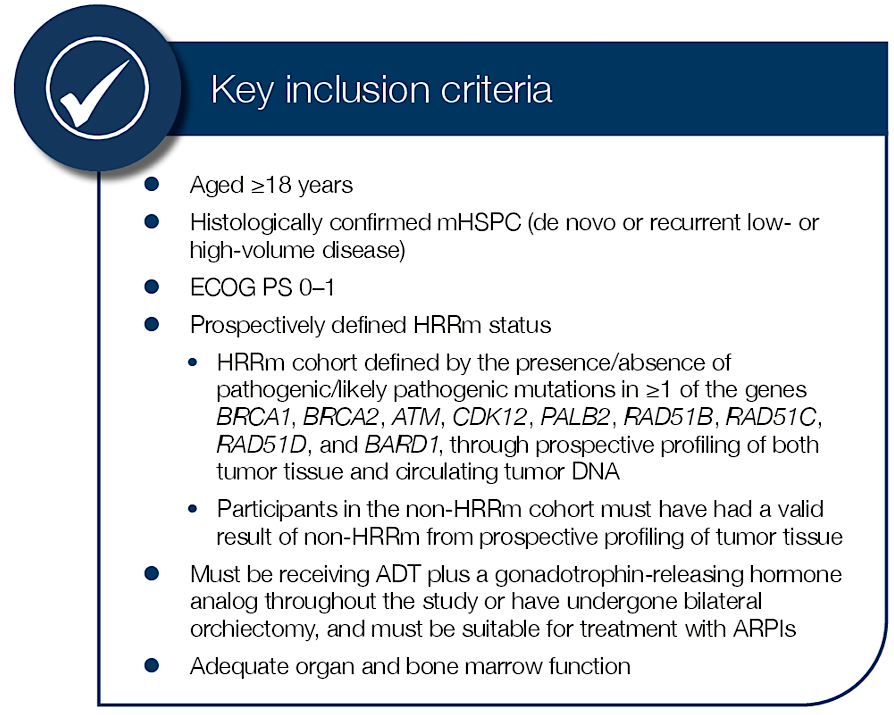 Key inclusion criteria
● Aged ≥18 years
● Histologically confirmed mHSPC (de novo or recurrent low- or
high-volume disease)
● ECOG PS 0–1
● Prospectively defined HRRm status
• HRRm cohort defined by the presence/absence of
pathogenic/likely pathogenic mutations in ≥1 of the genes
BRCA1, BRCA2, ATM, CDK12, PALB2, RAD51B, RAD51C,
RAD51D, and BARD1, through prospective profiling of both
tumor tissue and circulating tumor DNA
• Participants in the non-HRRm cohort must have had a valid
result of non-HRRm from prospective profiling of tumor tissue
● Must be receiving ADT plus a gonadotrophin-releasing hormone
analog throughout the study or have undergone bilateral
orchiectomy, and must be suitable for treatment with ARPIs
● Adequate organ and bone marrow function